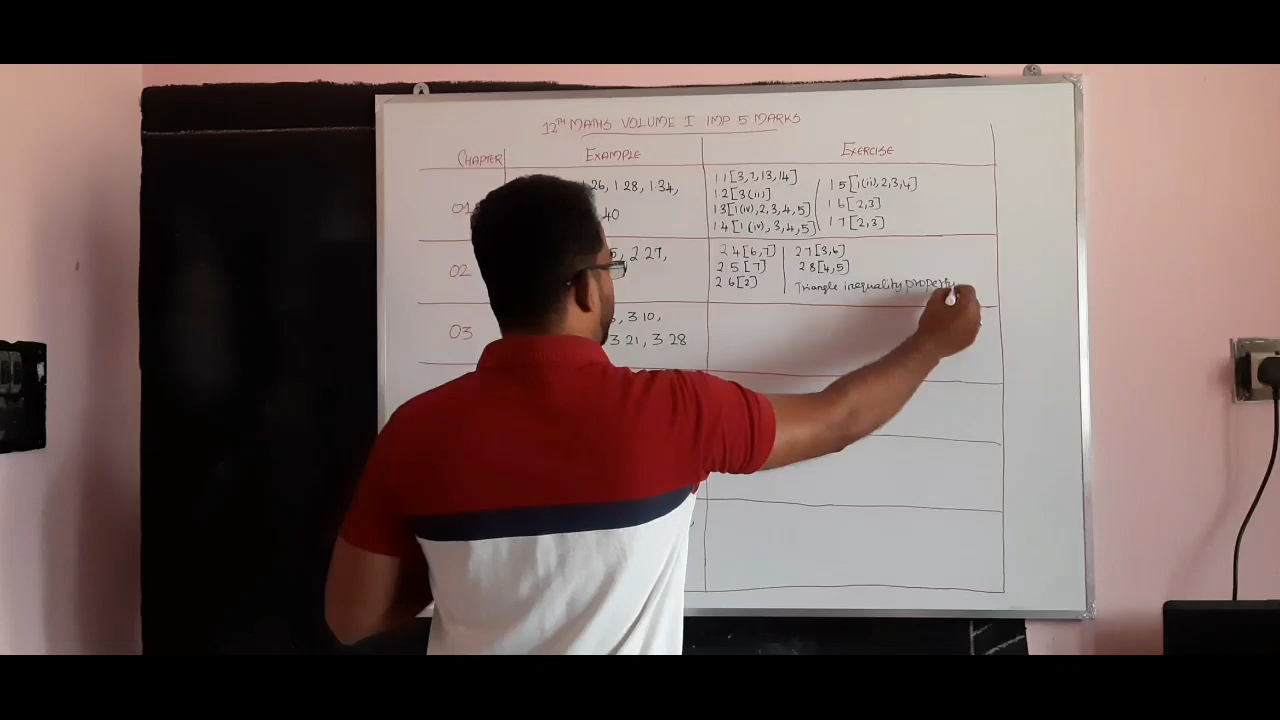 12TH MATHS VOLUME I IMP 5 MARKS
CHAPTER EXAMPLE EXERCISE
01 1.28, 1.34,
40
1 1 [3, 7, 13, 14]
1 2 [3 (iii)]
1 3 [1(iv), 2, 3, 4, 5]
1 4 [1 (iv), 3, 4, 5]
1 5 [1(ii), 2, 3, 4]
1 6 [2,3]
1 7 [2,3]
02 2 27,
2 4 [6, 7]
2 5 [7]
2 6 [2]
2 7 [3,6]
2 8 [4,5]
Triangle inequality property
03 , 3 10,
3 21, 3 28